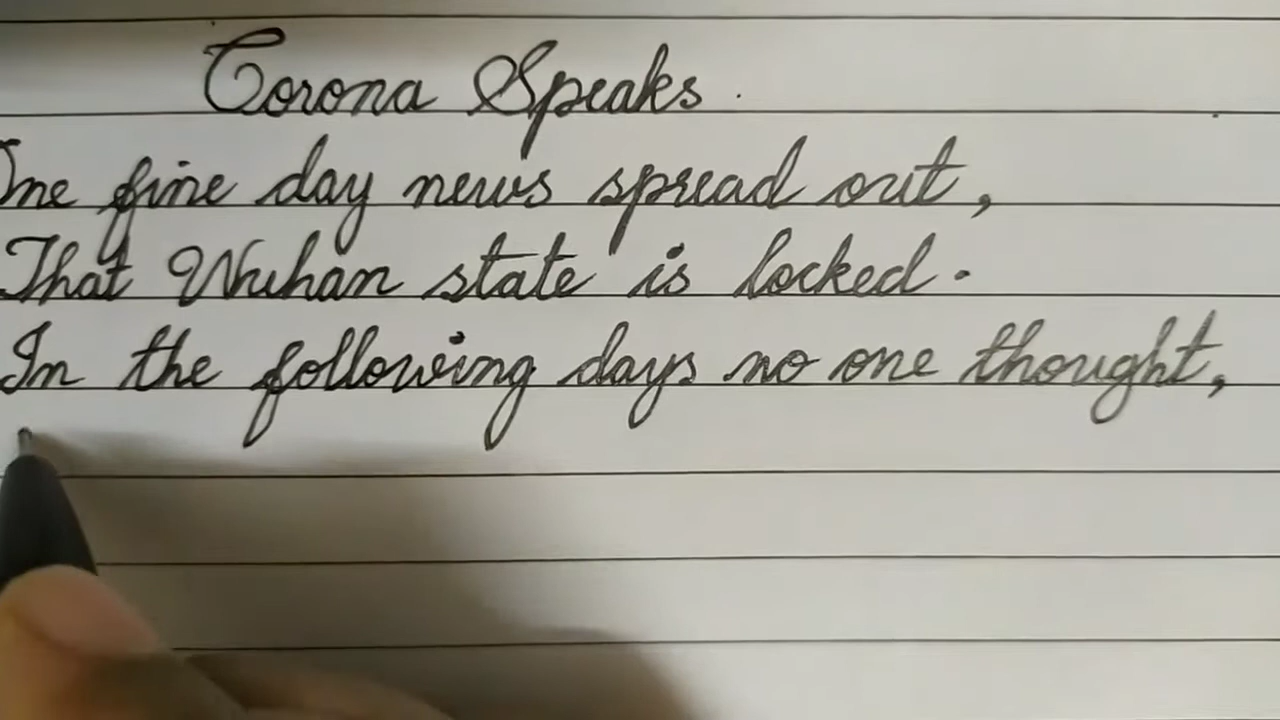 Corona Speaks.
One fine day news spread out,
That Wuhan state is locked.
In the following days no one thought,